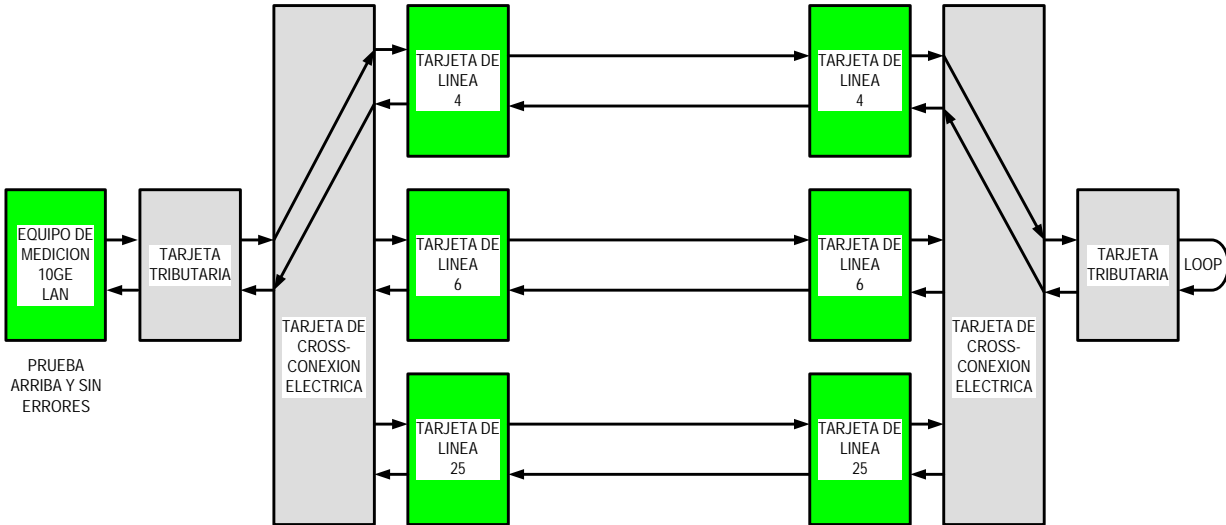 TARJETA DE
LINEA
4
TARJETA DE
LINEA
4
EQUIPO DE
MEDICION
10GE
LAN
TARJETA
TRIBUTARIA
TARJETA DE
LINEA
6
TARJETA DE
LINEA
6
TARJETA
TRIBUTARIA
LOOP
PRUEBA
ARRIBA Y SIN
ERRORES
TARJETA DE
CROSS-
CONEXION
ELECTRICA
TARJETA DE
CROSS-
CONEXION
ELECTRICA
TARJETA DE
LINEA
25
TARJETA DE
LINEA
25